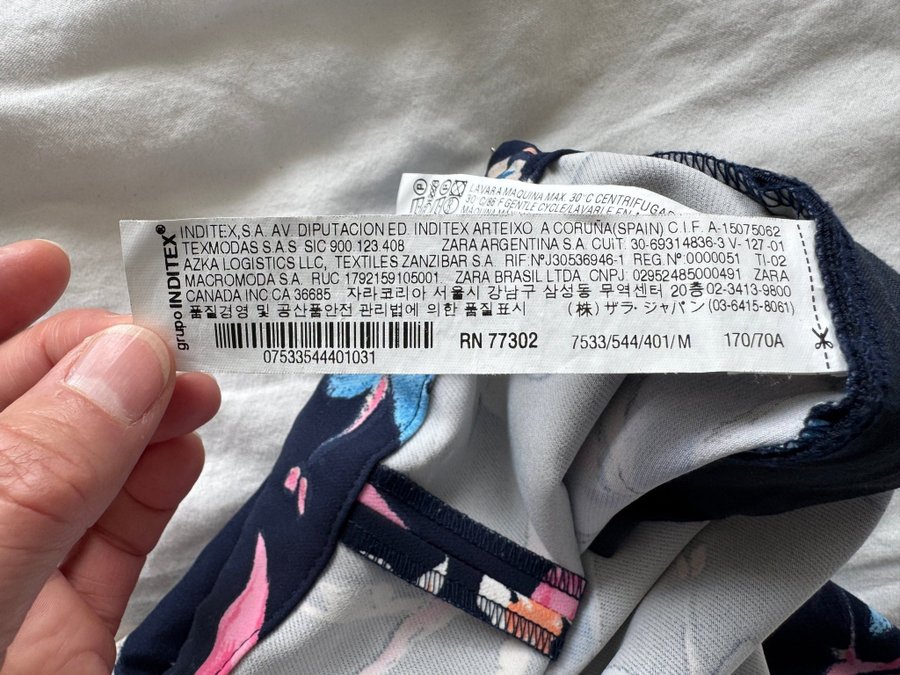 LAVAR A MAQUINA MAX. 30°C CENTRIFUGAD
30°C/86°F GENTLE CYCLE/LAVABLE EN
grupo INDITEX®
INDITEX,S.A. AV. DIPUTACION ED. INDITEX ARTEIXO A CORUÑA(SPAIN) C.I.F. A-15075062
TEXMODAS S.A.S. SIC 900.123.408 ZARA ARGENTINA S.A. CUIT: 30-69314836-3 V-127-01
AZKA LOGISTICS LLC, TEXTILES ZANZIBAR S.A. RIF:NºJ30536946-1 REG.Nº:0000051 TI-02
MACROMODA S.A. RUC 1792159105001 ZARA BRASIL LTDA. CNPJ: 02952485000491 ZARA
CANADA INC CA 36685 자라코리아 서울시 강남구 삼성동 무역센터 20층 02-3413-9800
품질경영 및 공산품안전 관리법에 의한 품질표시 (株) ザラ・ジャパン (03-6415-8061)
07533544401031 RN 77302 7533/544/401/M 170/70A